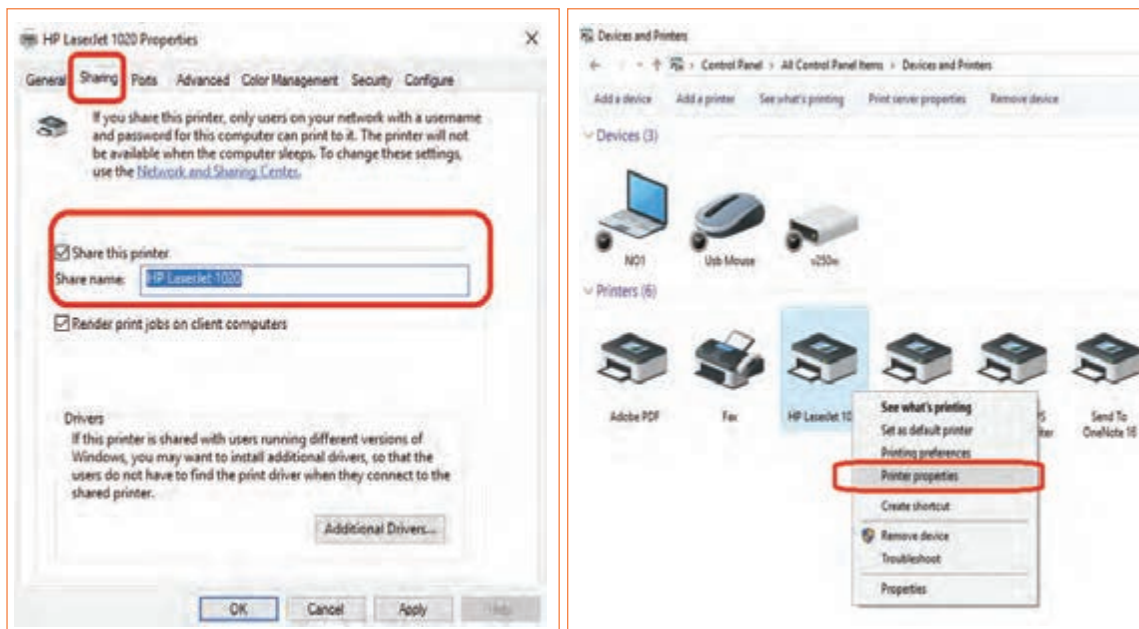 HP LaserJet 1020 Properties
General Sharing Ports Advanced Color Management Security Configure
If you share this printer, only users on your network with a username
and password for this computer can print to it. The printer will not
be available when the computer sleeps. To change these settings,
use the Network and Sharing Center.
Share this printer
Share name: HP LaserJet 1020
Render print jobs on client computers
Drivers
If this printer is shared with users running different versions of
Windows, you may want to install additional drivers, so that the
users do not have to find the print driver when they connect to the
shared printer.
Additional Drivers...
OK Cancel Apply Help
Devices and Printers
Control Panel All Control Panel Items Devices and Printers
Add a device Add a printer See what's printing Print server properties Remove device
Devices (3)
NO1 Usb Mouse v250w
Printers (6)
Adobe PDF Fax HP LaserJet 10
See what's printing
Set as default printer
Printing preferences
Printer properties
Create shortcut
Remove device
Troubleshoot
Properties
Send To
OneNote 16